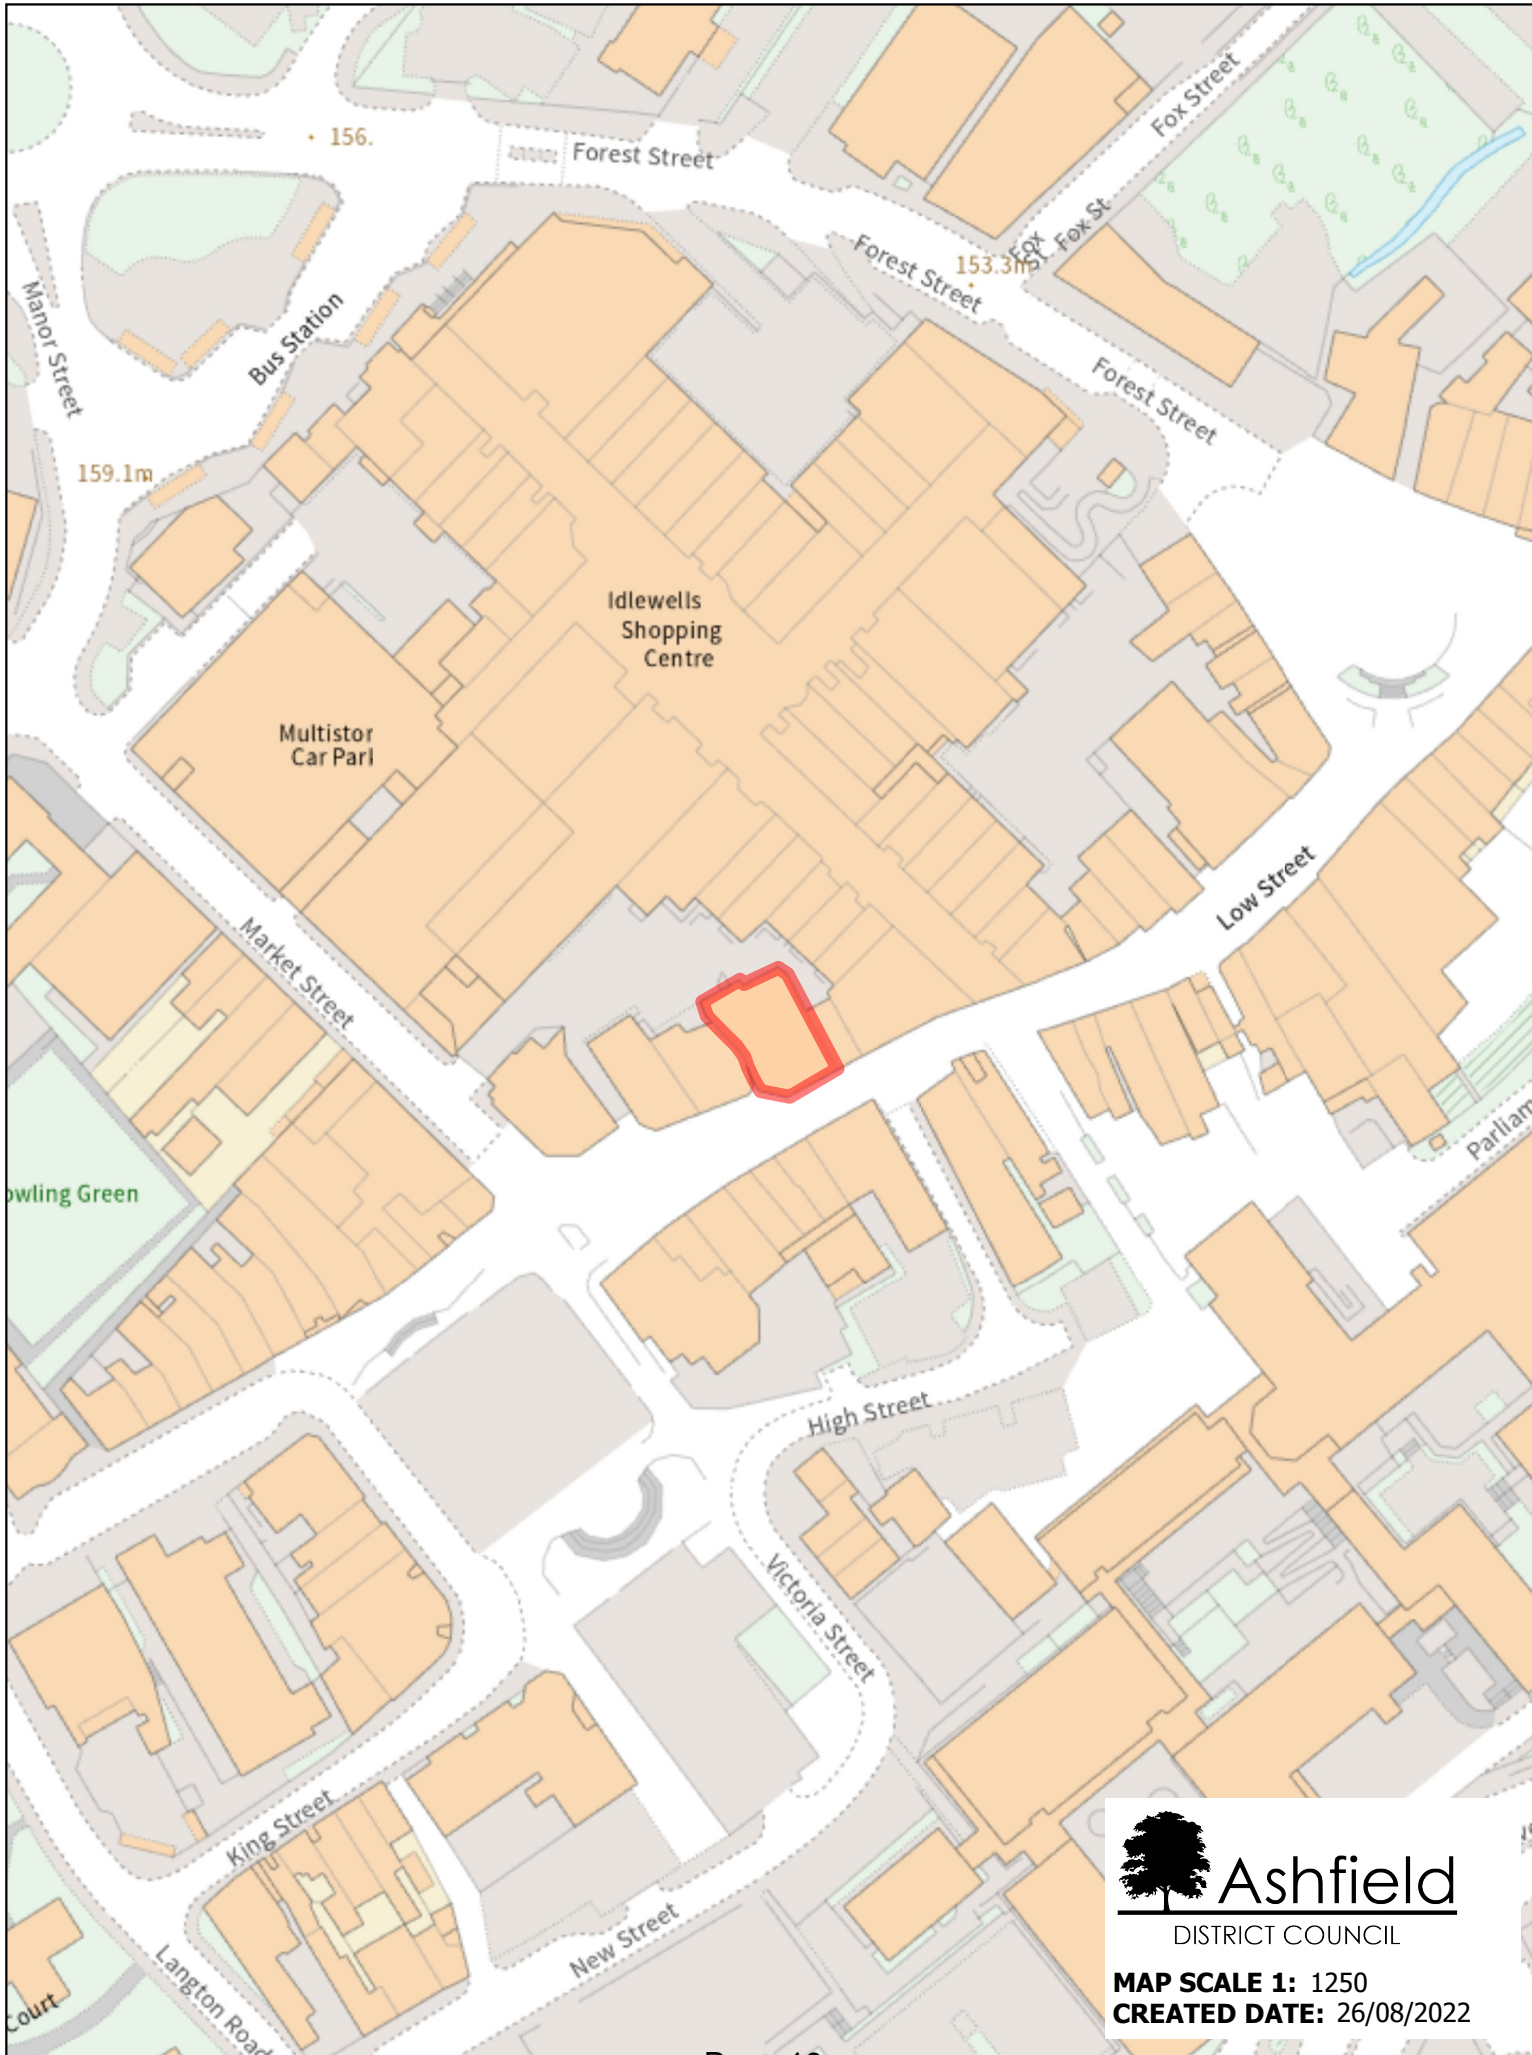 156.
Forest Street
Fox Street
Fox St
Fox
St
Forest Street
153.3m
Manor Street
Bus Station
Forest Street
159.1m
Idlewells
Shopping
Centre
Multistor
Car Parl
Low Street
Market Street
Parliam
owling Green
High Street
Victoria Street
King Street
New Street
Langton Road
Court
Ashfield
DISTRICT COUNCIL
MAP SCALE 1: 1250
CREATED DATE: 26/08/2022